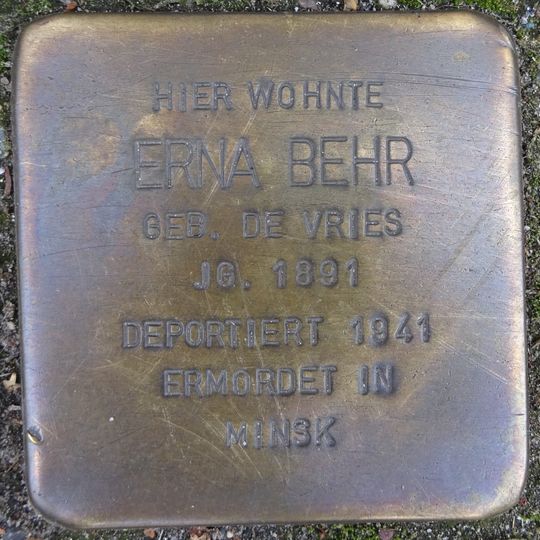 HIER WOHNTE
ERNA BEHR
GEB. DE VRIES
JG. 1891
DEPORTIERT 1941
ERMORDET IN
MINSK